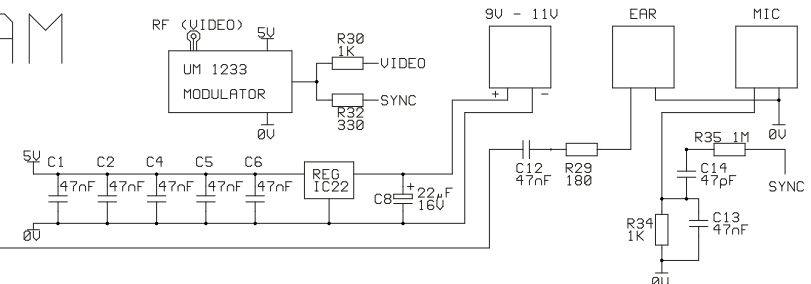 AM
RF (VIDEO)
5V
UM 1233
MODULATOR
0V
R30
1K
VIDEO
SYNC
R32
330
9V - 11V
+
-
EAR
MIC
0V
5V
C1
47nF
C2
47nF
C4
47nF
C5
47nF
C6
47nF
REG
IC22
C8
+
22µF
16V
0V
C12
47nF
R29
180
R35 1M
C14
47pF
SYNC
R34
1K
C13
47nF
0V